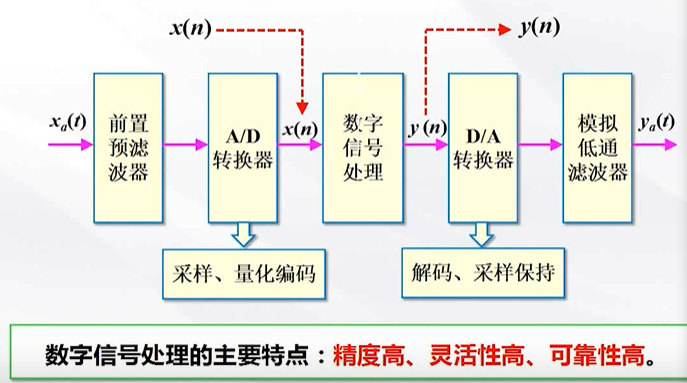 x(n)
y(n)
xa(t)
前置
预滤
波器
A/D
转换器
x(n)
数字
信号
处理
y (n)
D/A
转换器
模拟
低通
滤波器
ya(t)
采样、量化编码
解码、采样保持
数字信号处理的主要特点：精度高、灵活性高、可靠性高。